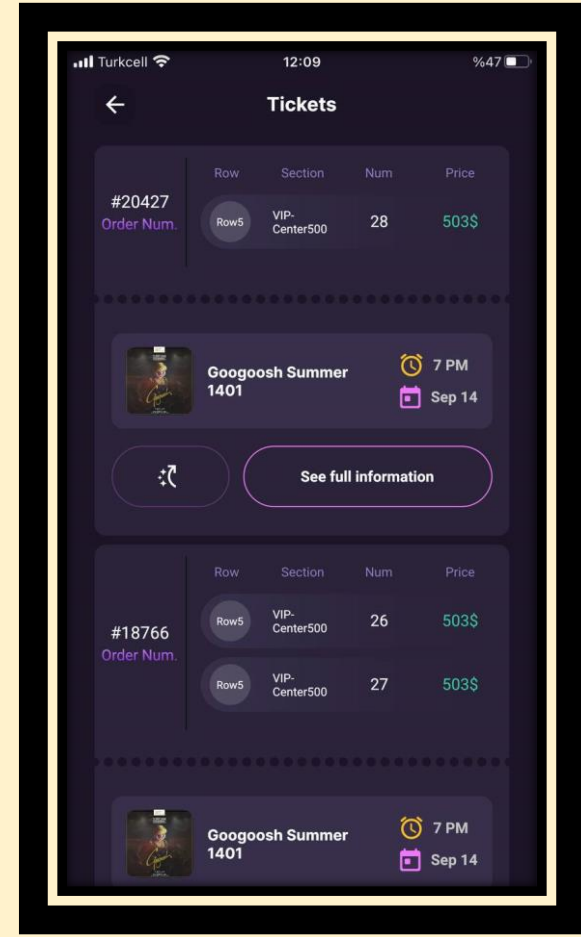 Turkcell 12:09 %47
Tickets
Row Section Num Price
#20427
Order Num.
Row5 VIP- 28 503$
Center500
Googoosh Summer
1401
7 PM
Sep 14
See full information
Row Section Num Price
#18766
Order Num.
Row5 VIP- 26 503$
Center500
Row5 VIP- 27 503$
Center500
Googoosh Summer
1401
7 PM
Sep 14